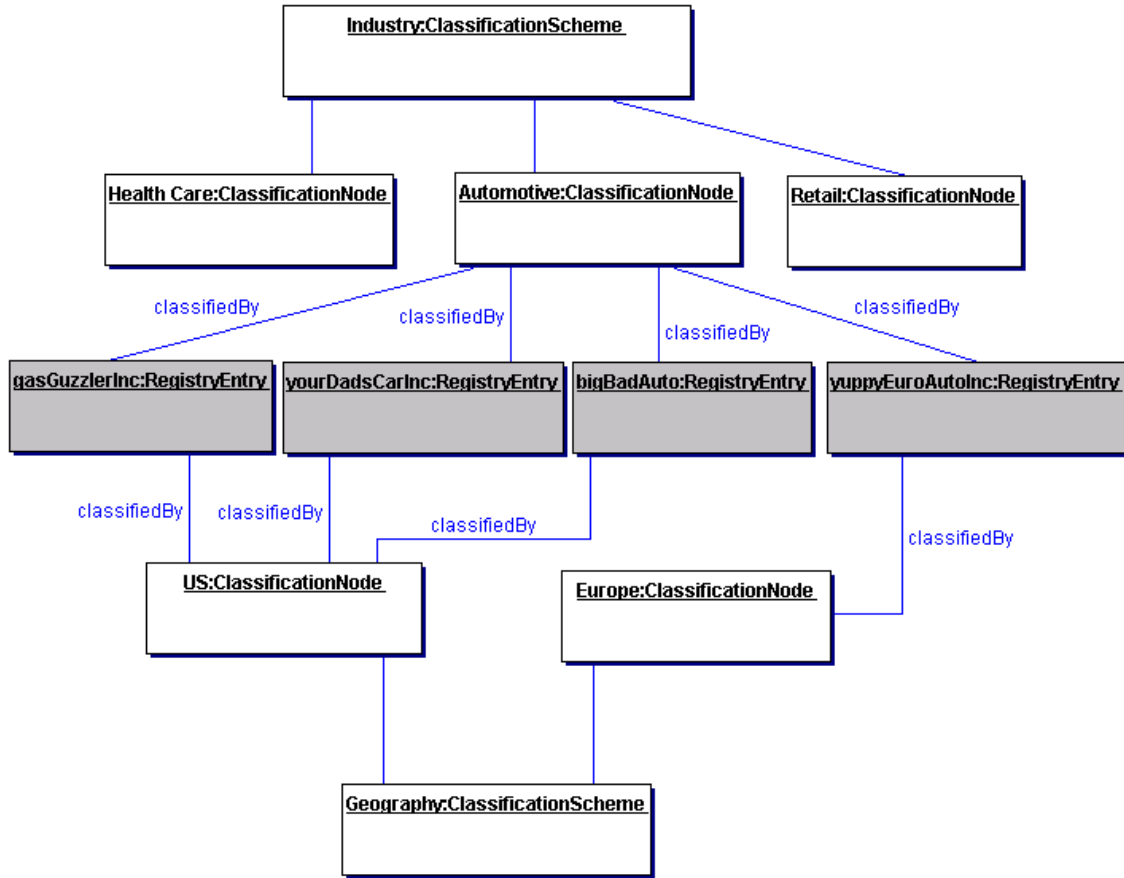 Industry:ClassificationScheme
Health Care:ClassificationNode
Automotive:ClassificationNode
Retail:ClassificationNode
classifiedBy
classifiedBy
classifiedBy
classifiedBy
gasGuzzlerInc:RegistryEntry
yourDadsCarInc:RegistryEntry
bigBadAuto:RegistryEntry
yuppyEuroAutoInc:RegistryEntry
classifiedBy
classifiedBy
classifiedBy
classifiedBy
US:ClassificationNode
Europe:ClassificationNode
Geography:ClassificationScheme